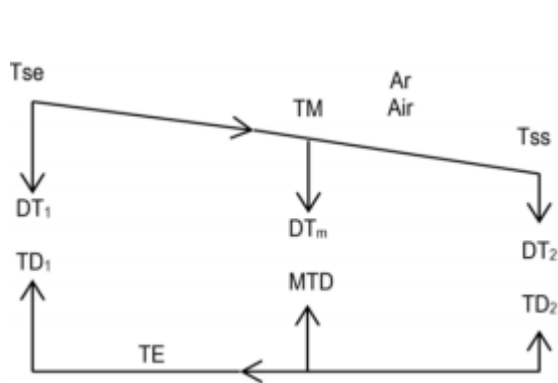 Tse
Ar
TM Air
Tss
DT₁
DTₘ
DT₂
TD₁
MTD
TD₂
TE